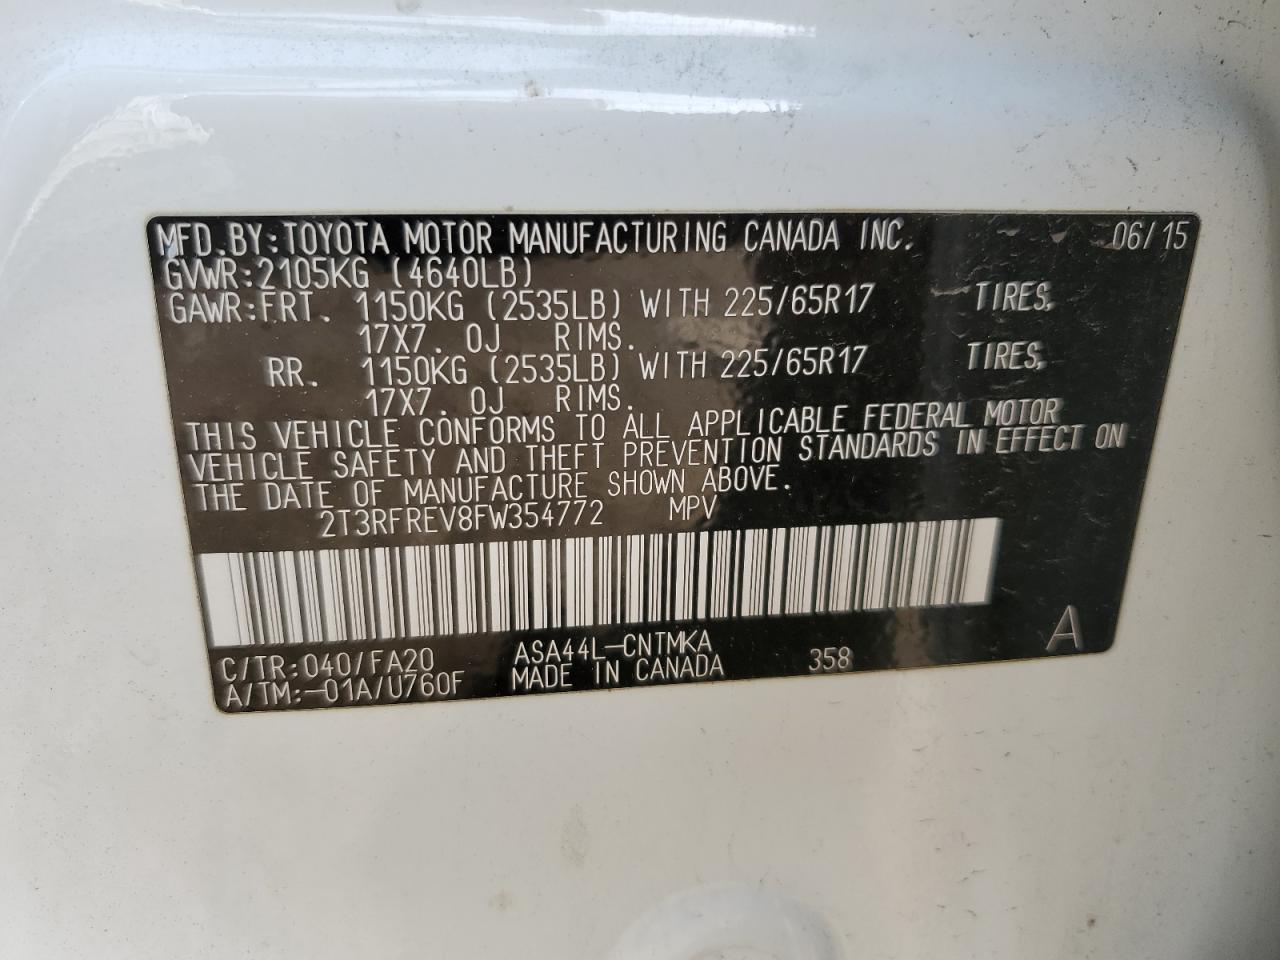 MFD.BY:TOYOTA MOTOR MANUFACTURING CANADA INC. 06/15
GVWR:2105KG (4640LB)
GAWR:FRT. 1150KG (2535LB) WITH 225/65R17 TIRES,
17X7.0J RIMS.
RR. 1150KG (2535LB) WITH 225/65R17 TIRES,
17X7.0J RIMS.
THIS VEHICLE CONFORMS TO ALL APPLICABLE FEDERAL MOTOR
VEHICLE SAFETY AND THEFT PREVENTION STANDARDS IN EFFECT ON
THE DATE OF MANUFACTURE SHOWN ABOVE.
2T3RFREV8FW354772 MPV
C/TR:040/FA20 ASA44L-CNTMKA 358 A
A/TM:-01A/U760F MADE IN CANADA